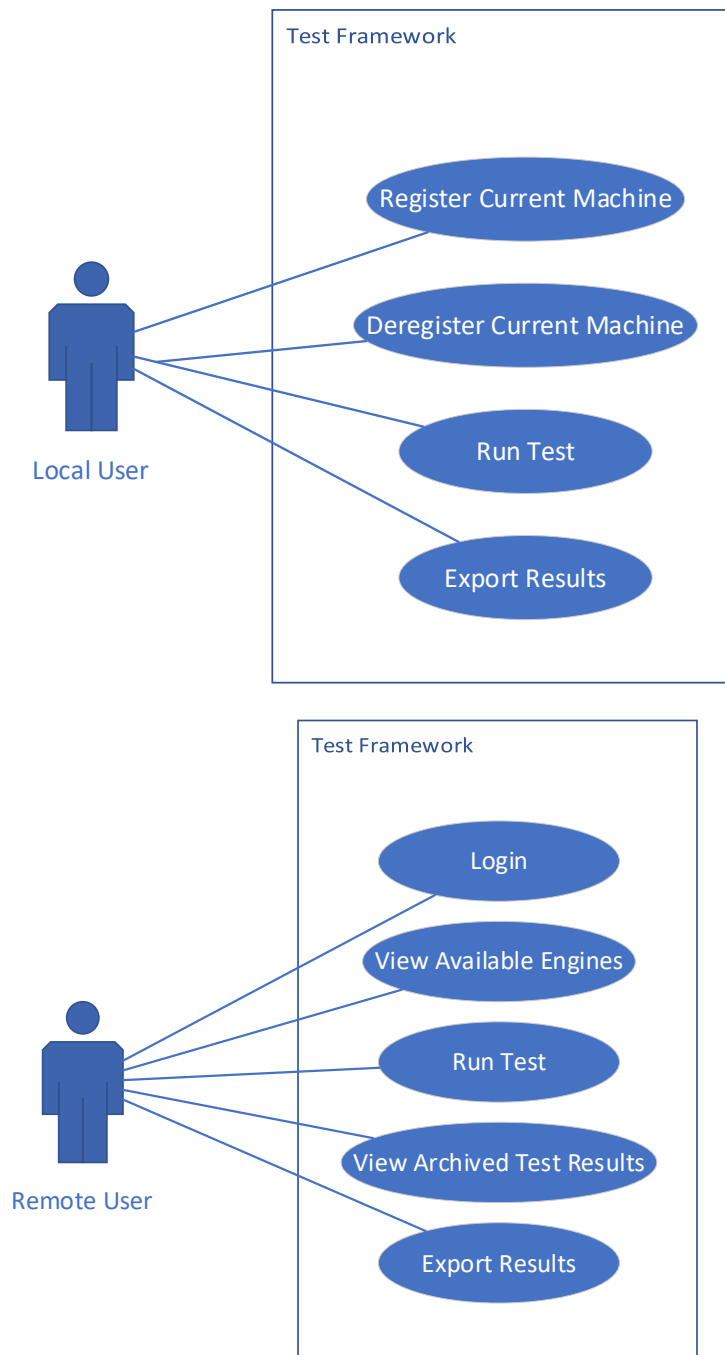 Test Framework
Register Current Machine
Deregister Current Machine
Run Test
Local User
Export Results
Test Framework
Login
View Available Engines
Run Test
View Archived Test Results
Remote User
Export Results